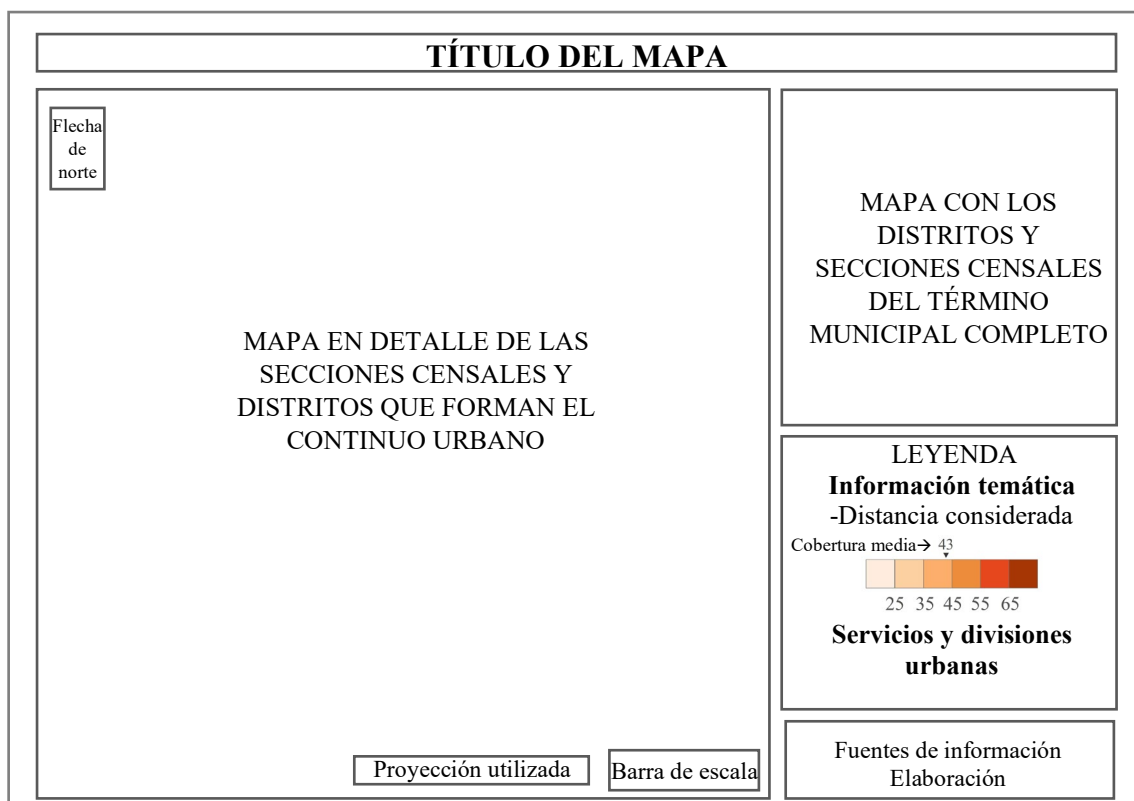 TÍTULO DEL MAPA
Flecha
de
norte
MAPA EN DETALLE DE LAS
SECCIONES CENSALES Y
DISTRITOS QUE FORMAN EL
CONTINUO URBANO
Proyección utilizada
Barra de escala
MAPA CON LOS
DISTRITOS Y
SECCIONES CENSALES
DEL TÉRMINO
MUNICIPAL COMPLETO
LEYENDA
Información temática
-Distancia considerada
Cobertura media→ 43
25 35 45 55 65
Servicios y divisiones
urbanas
Fuentes de información
Elaboración